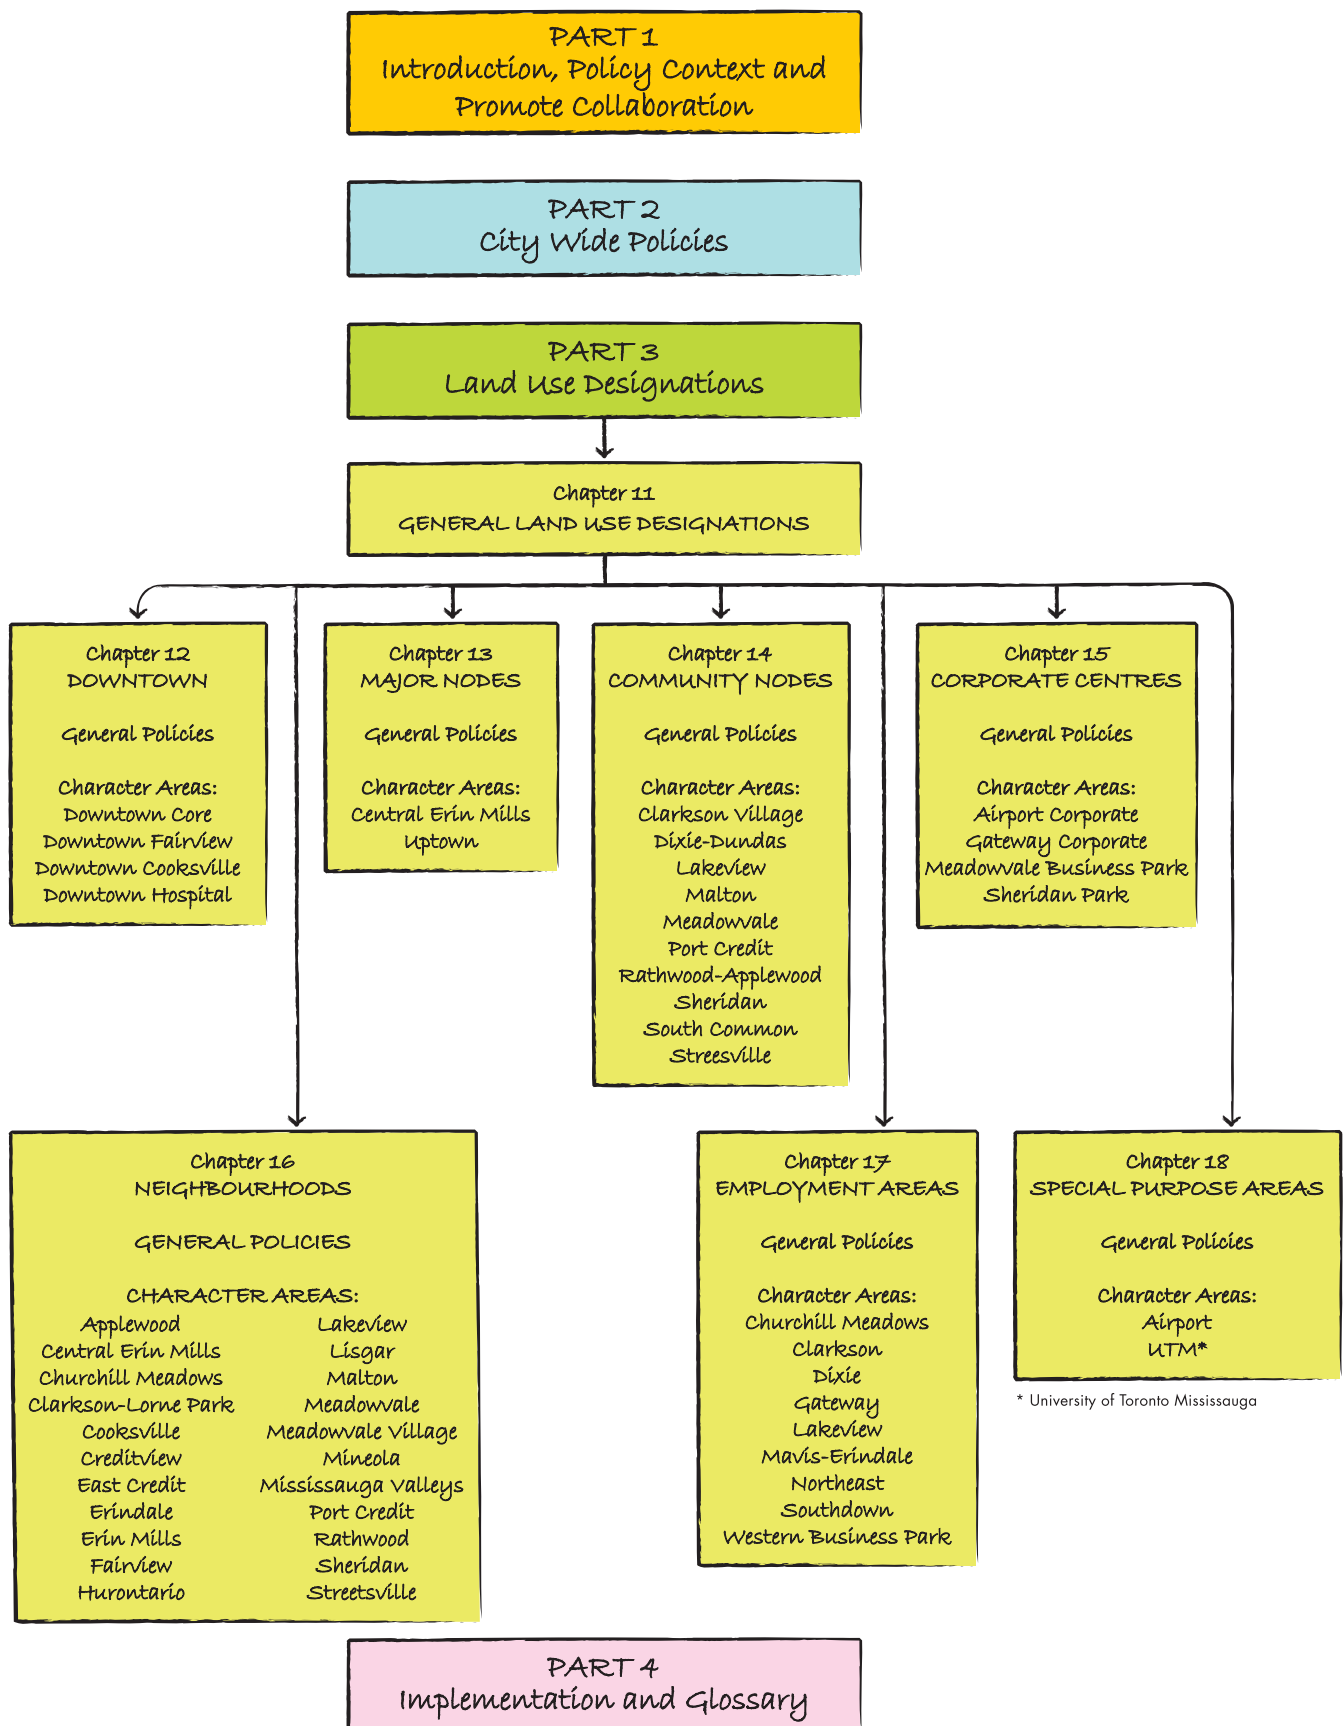 PART 1
Introduction, Policy Context and
Promote Collaboration
PART 2
City Wide Policies
PART 3
Land Use Designations
Chapter 11
GENERAL LAND USE DESIGNATIONS
Chapter 12
DOWNTOWN
General Policies
Character Areas:
Downtown Core
Downtown Fairview
Downtown Cooksville
Downtown Hospital
Chapter 13
MAJOR NODES
General Policies
Character Areas:
Central Erin Mills
Uptown
Chapter 14
COMMUNITY NODES
General Policies
Character Areas:
Clarkson Village
Dixie-Dundas
Lakeview
Malton
Meadowvale
Port Credit
Rathwood-Applewood
Sheridan
South Common
Streesville
Chapter 15
CORPORATE CENTRES
General Policies
Character Areas:
Airport Corporate
Gateway Corporate
Meadowvale Business Park
Sheridan Park
Chapter 16
NEIGHBOURHOODS
GENERAL POLICIES
CHARACTER AREAS:
Applewood
Central Erin Mills
Churchill Meadows
Clarkson-Lorne Park
Cooksville
Creditview
East Credit
Erindale
Erin Mills
Fairview
Hurontario
Lakeview
Lisgar
Malton
Meadowvale
Meadowvale Village
Mineola
Mississauga Valleys
Port Credit
Rathwood
Sheridan
Streetsville
Chapter 17
EMPLOYMENT AREAS
General Policies
Character Areas:
Churchill Meadows
Clarkson
Dixie
Gateway
Lakeview
Mavis-Erindale
Northeast
Southdown
Western Business Park
Chapter 18
SPECIAL PURPOSE AREAS
General Policies
Character Areas:
Airport
UTM*
* University of Toronto Mississauga
PART 4
Implementation and Glossary